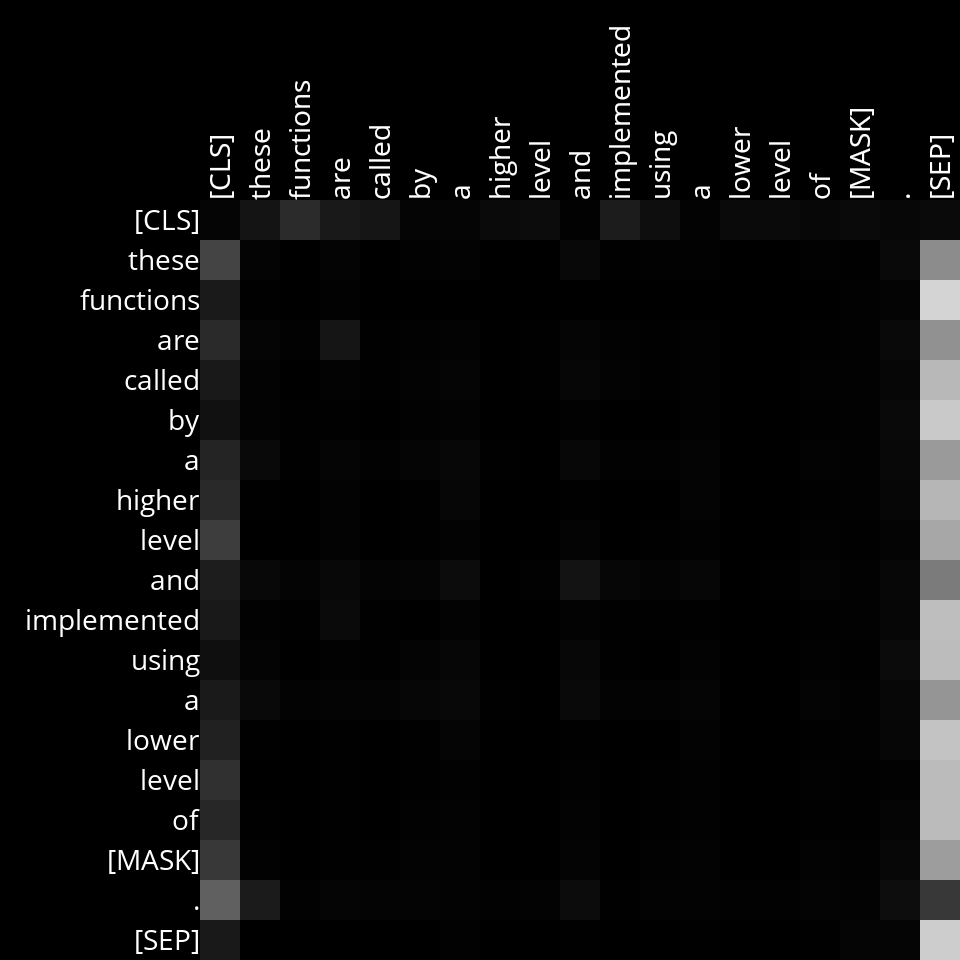 [CLS]
these
functions
are
called
by
a
higher
level
and
implemented
using
a
lower
level
of
[MASK]
.
[SEP]
[CLS]
these
functions
are
called
by
a
higher
level
and
implemented
using
a
lower
level
of
[MASK]
.
[SEP]